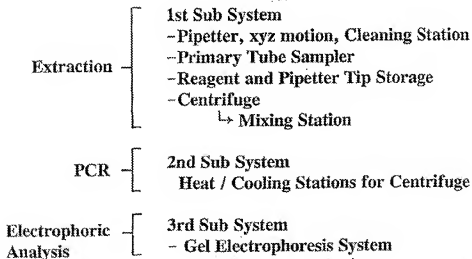 Extraction
1st Sub System
-Pipetter, xyz motion, Cleaning Station
-Primary Tube Sampler
-Reagent and Pipetter Tip Storage
-Centrifuge
↳ Mixing Station
PCR
2nd Sub System
Heat / Cooling Stations for Centrifuge
Electrophoric
Analysis
3rd Sub System
- Gel Electrophoresis System